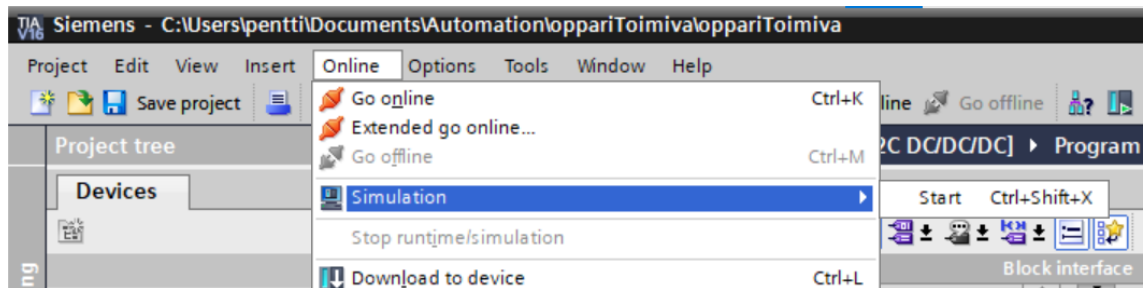 TIA V16 Siemens - C:\Users\pentti\Documents\Automation\oppariToimiva\oppariToimiva
Project Edit View Insert Online Options Tools Window Help
Save project line Go offline
Go online Ctrl+K
Extended go online...
Go offline Ctrl+M
Simulation Start Ctrl+Shift+X
Stop runtime/simulation
Download to device Ctrl+L
Project tree
2C DC/DC/DC] Program
Devices
Block interface
ng